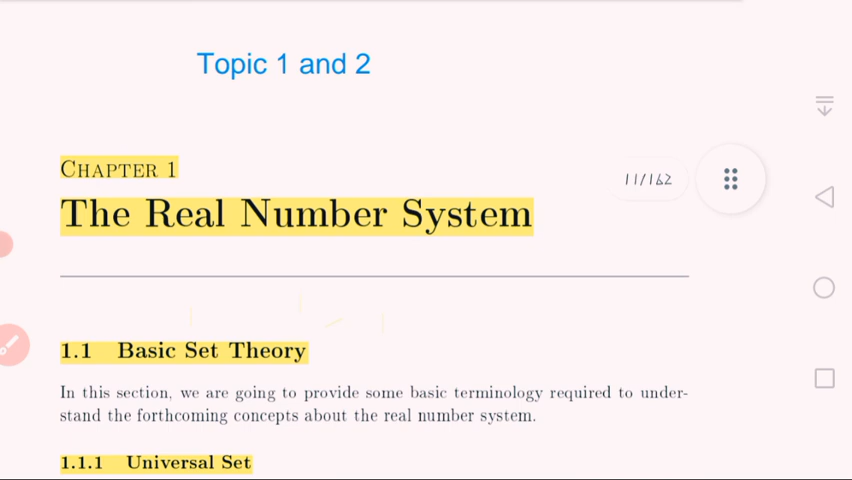 Topic 1 and 2
CHAPTER 1
11/162
The Real Number System
1.1 Basic Set Theory
In this section, we are going to provide some basic terminology required to under-
stand the forthcoming concepts about the real number system.
1.1.1 Universal Set